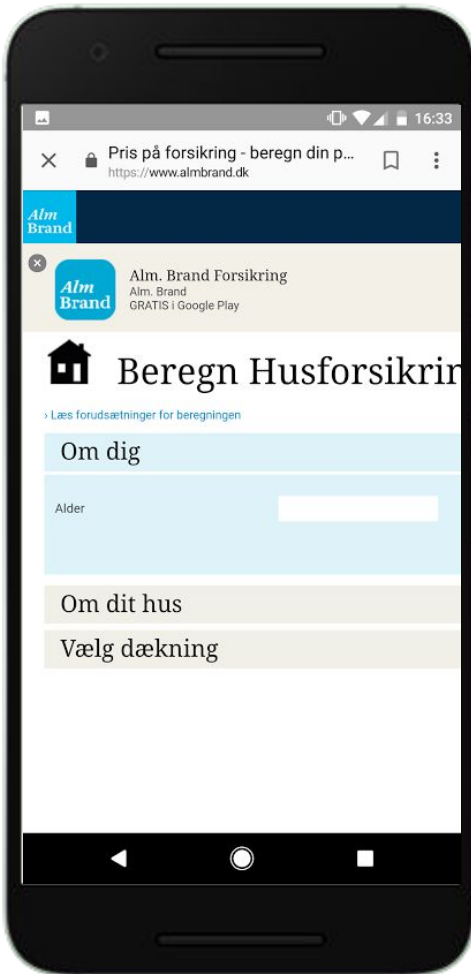 16:33
Pris på forsikring - beregn din p...
https://www.almbrand.dk
Alm
Brand
Alm
Brand
Alm. Brand Forsikring
Alm. Brand
GRATIS i Google Play
Beregn Husforsikrin
› Læs forudsætninger for beregningen
Om dig
Alder
Om dit hus
Vælg dækning